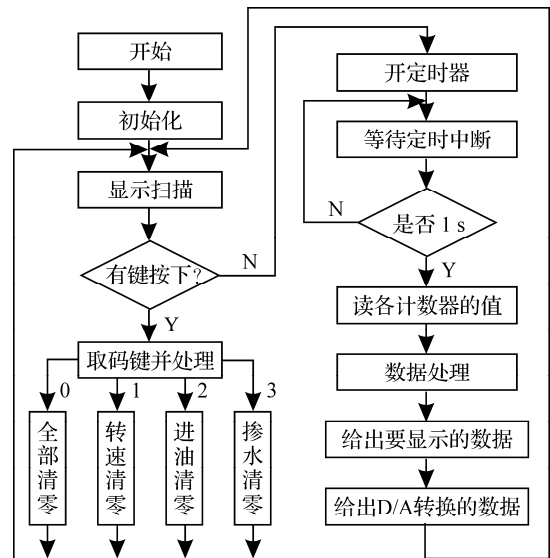 开始
初始化
显示扫描
有键按下?
N
Y
取码键并处理
0
1
2
3
全部清零
转速清零
进油清零
掺水清零
开定时器
等待定时中断
是否 1 s
N
Y
读各计数器的值
数据处理
给出要显示的数据
给出D/A转换的数据